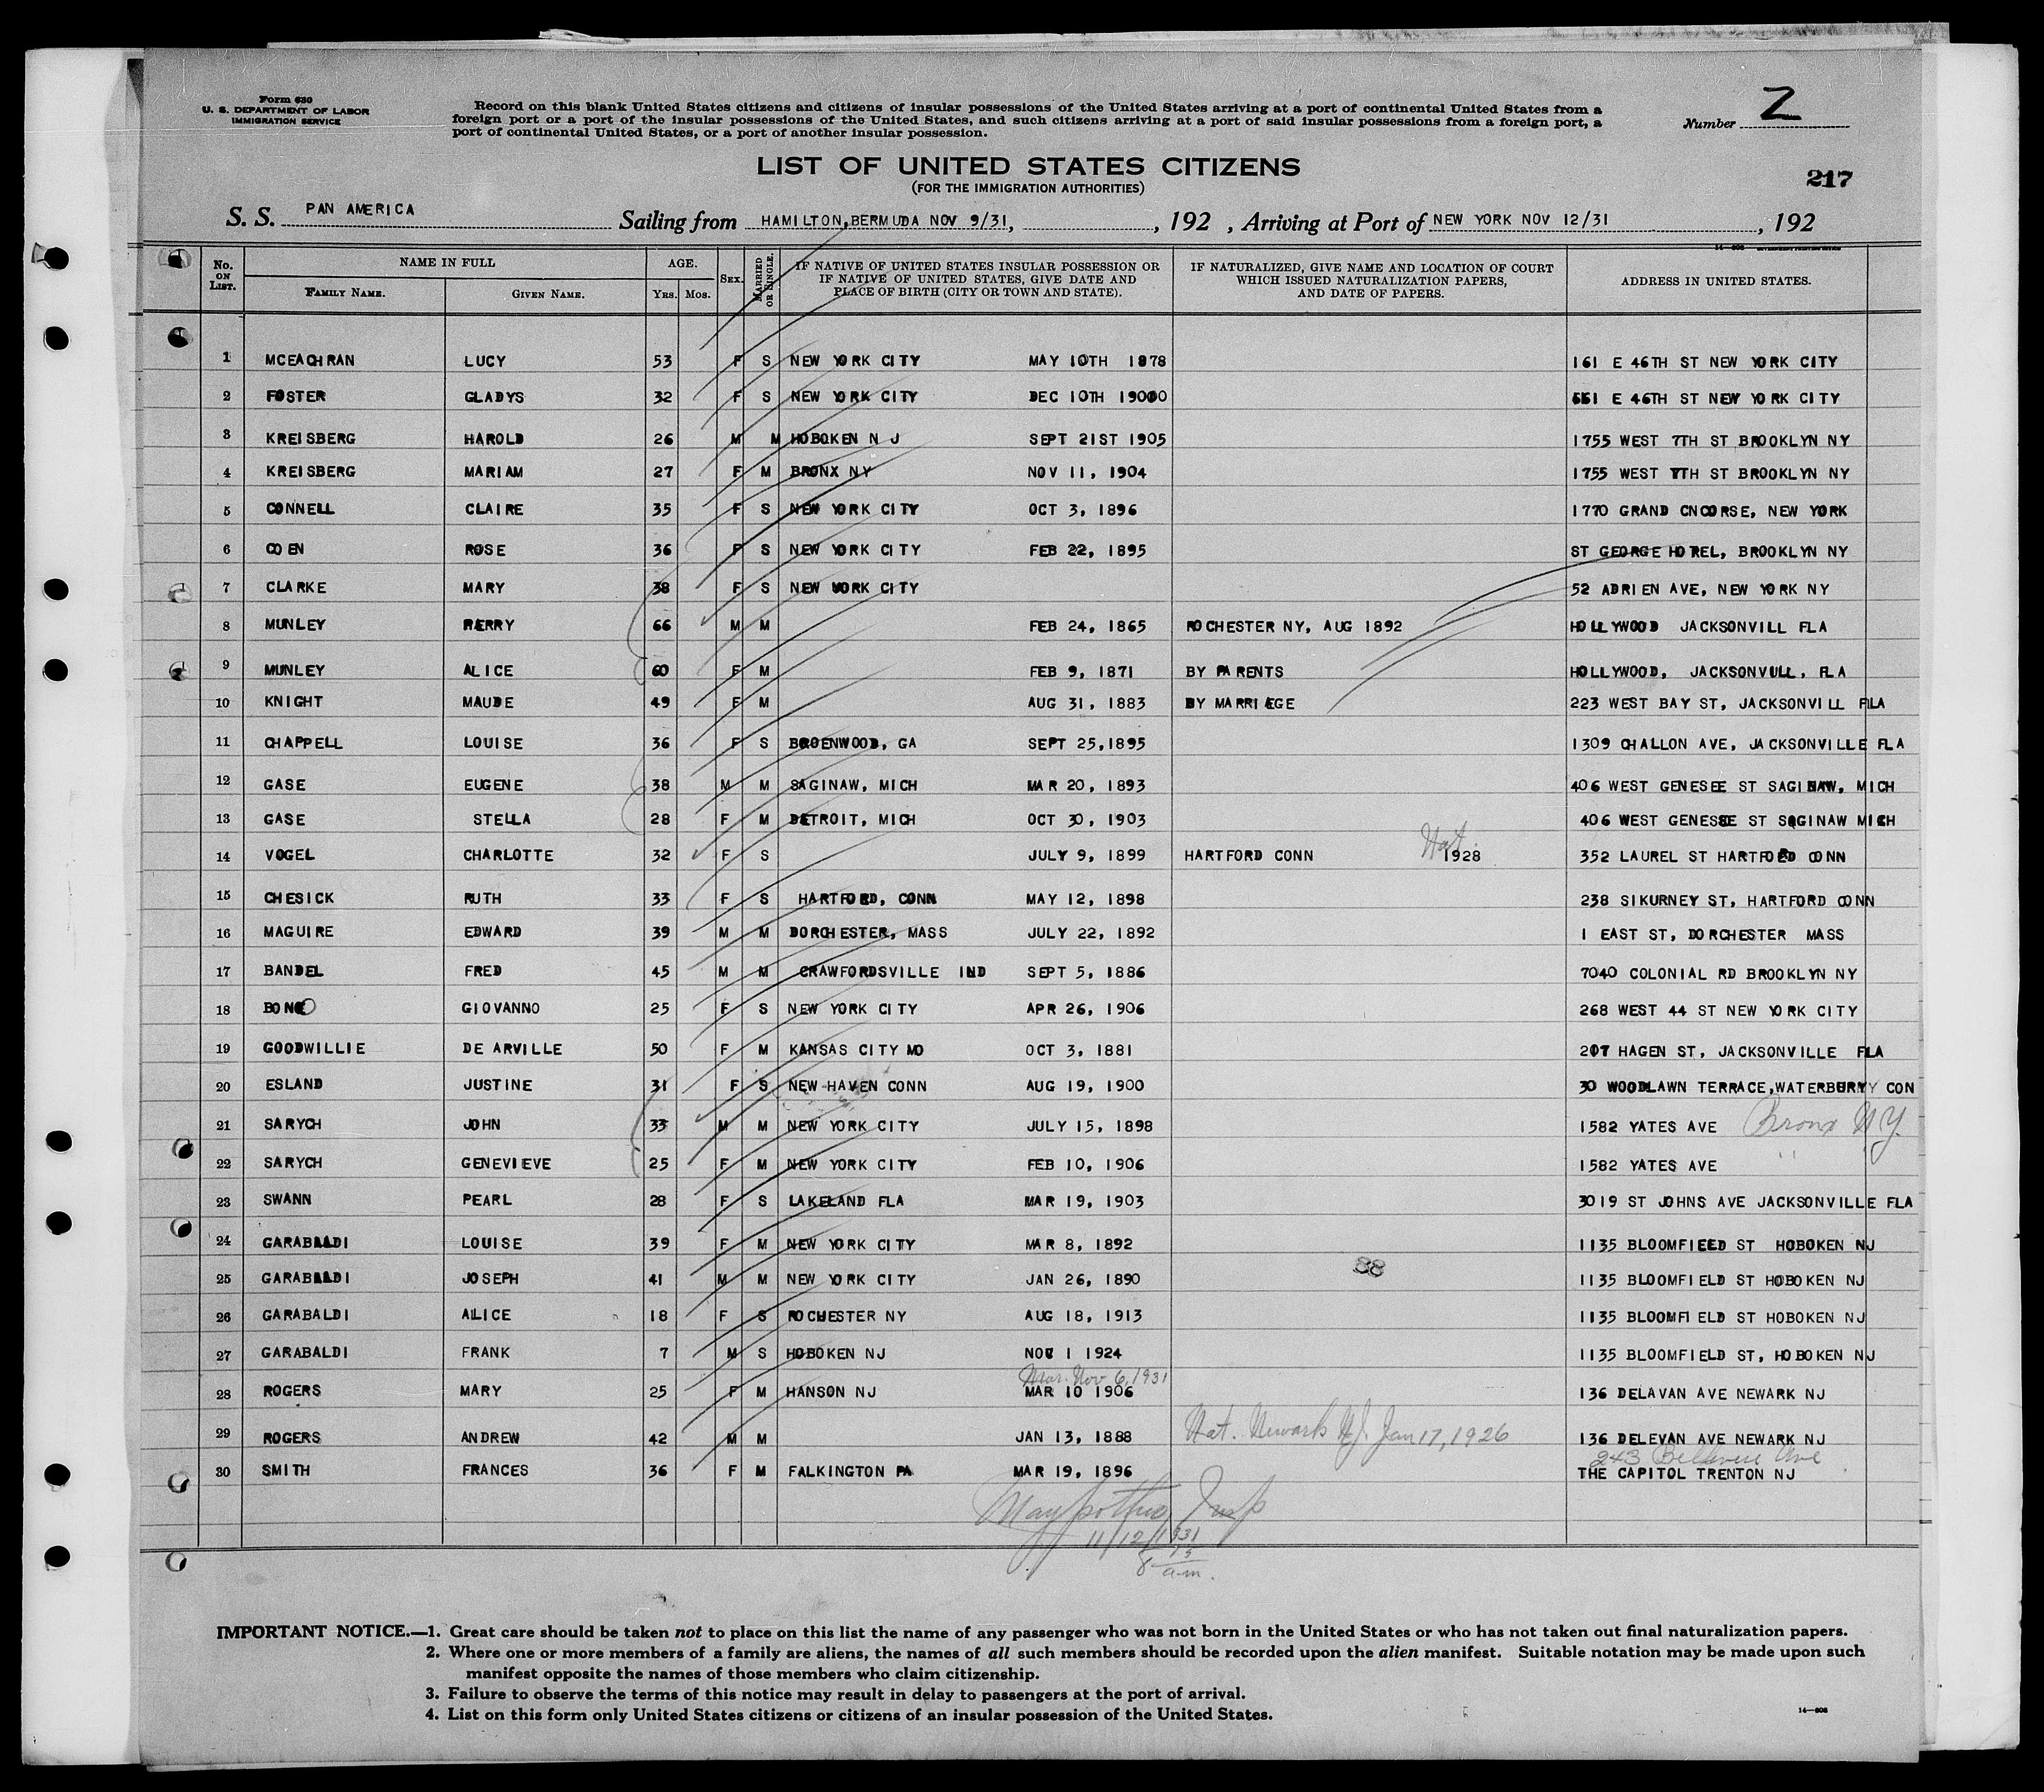 Form 630
U. S. DEPARTMENT OF LABOR
IMMIGRATION SERVICE
Record on this blank United States citizens and citizens of insular possessions of the United States arriving at a port of continental United States from a
foreign port or a port of the insular possessions of the United States, and such citizens arriving at a port of said insular possessions from a foreign port, a
port of continental United States, or a port of another insular possession.
Number 2
LIST OF UNITED STATES CITIZENS
(FOR THE IMMIGRATION AUTHORITIES)
217
S. S. PAN AMERICA Sailing from HAMILTON,BERMUDA NOV 9/31, , 192 , Arriving at Port of NEW YORK NOV 12/31 , 192
No. ON LIST. NAME IN FULL FAMILY NAME. GIVEN NAME. AGE. YRS. MOS. SEX. MARRIED OR SINGLE. IF NATIVE OF UNITED STATES INSULAR POSSESSION OR IF NATIVE OF UNITED STATES, GIVE DATE AND PLACE OF BIRTH (CITY OR TOWN AND STATE). IF NATURALIZED, GIVE NAME AND LOCATION OF COURT WHICH ISSUED NATURALIZATION PAPERS, AND DATE OF PAPERS. ADDRESS IN UNITED STATES.
1 MCEACHRAN LUCY 53 F S NEW YORK CITY MAY 10TH 1878 161 E 46TH ST NEW YORK CITY
2 FOSTER GLADYS 32 F S NEW YORK CITY DEC 10TH 1900 E 46TH ST NEW YORK CITY
3 KREISBERG HAROLD 26 M M HOBOKEN N J SEPT 21ST 1905 1755 WEST 7TH ST BROOKLYN NY
4 KREISBERG MARIAM 27 F M BRONX NY NOV 11, 1904 1755 WEST 7TH ST BROOKLYN NY
5 CONNELL CLAIRE 35 F S NEW YORK CITY OCT 3, 1896 1770 GRAND CNCORSE, NEW YORK
6 COEN ROSE 36 F S NEW YORK CITY FEB 22, 1895 ST GEORGE HOTEL, BROOKLYN NY
7 CLARKE MARY 38 F S NEW YORK CITY 52 ADRIEN AVE, NEW YORK NY
8 MUNLEY 66 M M FEB 24, 1865 ROCHESTER NY, AUG 1892 HOLLYWOOD JACKSONVILL FLA
9 MUNLEY ALICE 60 F M FEB 9, 1871 BY PARENTS HOLLYWOOD, JACKSONVULL, FLA
10 KNIGHT MAUDE 49 F M AUG 31, 1883 BY MARRIEGE 223 WEST BAY ST, JACKSONVILL FLA
11 CHAPPELL LOUISE 36 F S BROENWOOD, GA SEPT 25,1895 1309 CHALLON AVE, JACKSONVILLE FLA
12 GASE EUGENE 38 M M SAGINAW, MICH MAR 20, 1893 406 WEST GENESEE ST SAGINAW, MICH
13 GASE STELLA 28 F M DETROIT, MICH OCT 30, 1903 406 WEST GENESEE ST SAGINAW MICH
14 VOGEL CHARLOTTE 32 F S JULY 9, 1899 HARTFORD CONN Nat. 1928 352 LAUREL ST HARTFORD CONN
15 CHESICK RUTH 33 F S HARTFORD, CONN MAY 12, 1898 238 SIKURNEY ST, HARTFORD CONN
16 MAGUIRE EDWARD 39 M M DORCHESTER, MASS JULY 22, 1892 1 EAST ST, DORCHESTER MASS
17 BANDEL FRED 45 M M CRAWFORDSVILLE IND SEPT 5, 1886 7040 COLONIAL RD BROOKLYN NY
18 BONO GIOVANNO 25 F S NEW YORK CITY APR 26, 1906 268 WEST 44 ST NEW YORK CITY
19 GOODWILLIE DE ARVILLE 50 F M KANSAS CITY MO OCT 3, 1881 207 HAGEN ST, JACKSONVILLE FLA
20 ESLAND JUSTINE 31 F S NEW HAVEN CONN AUG 19, 1900 30 WOODLAWN TERRACE,WATERBURYY CON
21 SARYCH JOHN 33 M M NEW YORK CITY JULY 15, 1898 1582 YATES AVE Bronx NY.
22 SARYCH GENEVIEVE 25 F M NEW YORK CITY FEB 10, 1906 1582 YATES AVE " "
23 SWANN PEARL 28 F S LAKELAND FLA MAR 19, 1903 3019 ST JOHNS AVE JACKSONVILLE FLA
24 GARABALDI LOUISE 39 F M NEW YORK CITY MAR 8, 1892 1135 BLOOMFIEED ST HOBOKEN NJ
25 GARABALDI JOSEPH 41 M M NEW YORK CITY JAN 26, 1890 38 1135 BLOOMFIELD ST HOBOKEN NJ
26 GARABALDI ALICE 18 F S ROCHESTER NY AUG 18, 1913 1135 BLOOMFIELD ST HOBOKEN NJ
27 GARABALDI FRANK 7 M S HOBOKEN NJ NOV 1 1924 1135 BLOOMFIELD ST, HOBOKEN NJ
Mar. Nov 6, 1931
28 ROGERS MARY 25 F M HANSON NJ MAR 10 1906 136 DELAVAN AVE NEWARK NJ
29 ROGERS ANDREW 42 M M JAN 13, 1888 Nat. Newark NJ. Jan 17, 1926 136 DELEVAN AVE NEWARK NJ
243 Bellevue Ave
30 SMITH FRANCES 36 F M FALKINGTON PA MAR 19, 1896 THE CAPITOL TRENTON NJ
Insp
11/12/1931
8 15
a.m.
IMPORTANT NOTICE.—1. Great care should be taken not to place on this list the name of any passenger who was not born in the United States or who has not taken out final naturalization papers.
2. Where one or more members of a family are aliens, the names of all such members should be recorded upon the alien manifest. Suitable notation may be made upon such
manifest opposite the names of those members who claim citizenship.
3. Failure to observe the terms of this notice may result in delay to passengers at the port of arrival.
4. List on this form only United States citizens or citizens of an insular possession of the United States.